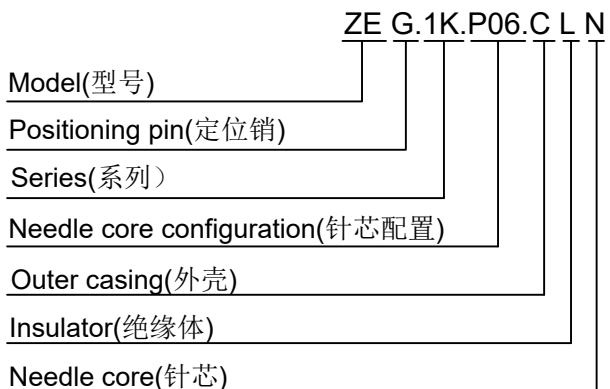 ZE G.1K.P06.C L N
Model(型号)
Positioning pin(定位销)
Series(系列）
Needle core configuration(针芯配置)
Outer casing(外壳)
Insulator(绝缘体)
Needle core(针芯)